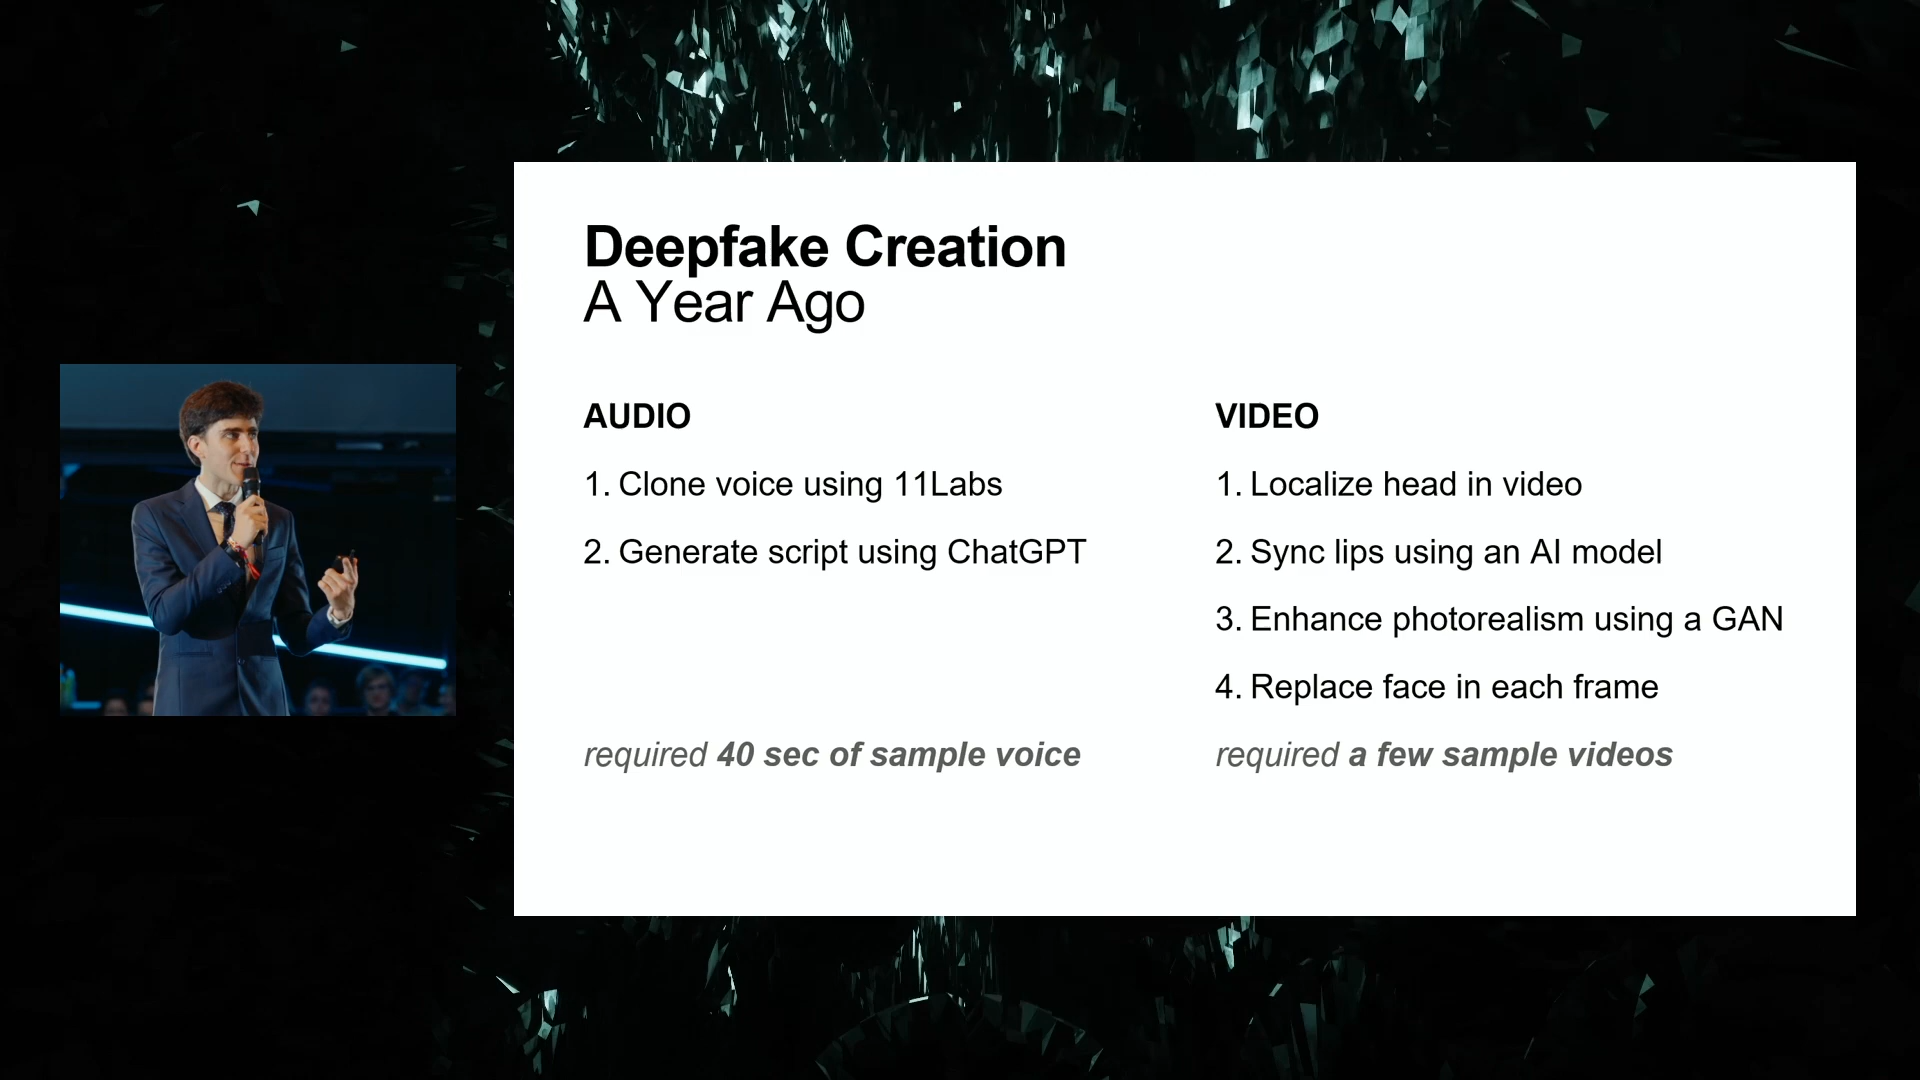 Deepfake Creation
A Year Ago
AUDIO
1. Clone voice using 11Labs
2. Generate script using ChatGPT
required 40 sec of sample voice
VIDEO
1. Localize head in video
2. Sync lips using an AI model
3. Enhance photorealism using a GAN
4. Replace face in each frame
required a few sample videos